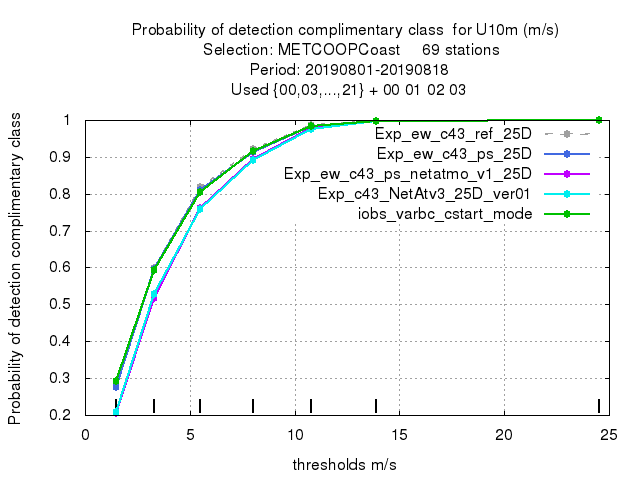 Probability of detection complimentary class for U10m (m/s)
Selection: METCOOPCoast 69 stations
Period: 20190801-20190818
Used {00,03,...,21} + 00 01 02 03
Probability of detection complimentary class
1
0.9
0.8
0.7
0.6
0.5
0.4
0.3
0.2
Exp_ew_c43_ref_25D
Exp_ew_c43_ps_25D
Exp_ew_c43_ps_netatmo_v1_25D
Exp_c43_NetAtv3_25D_ver01
iobs_varbc_cstart_mode
0 5 10 15 20 25
thresholds m/s